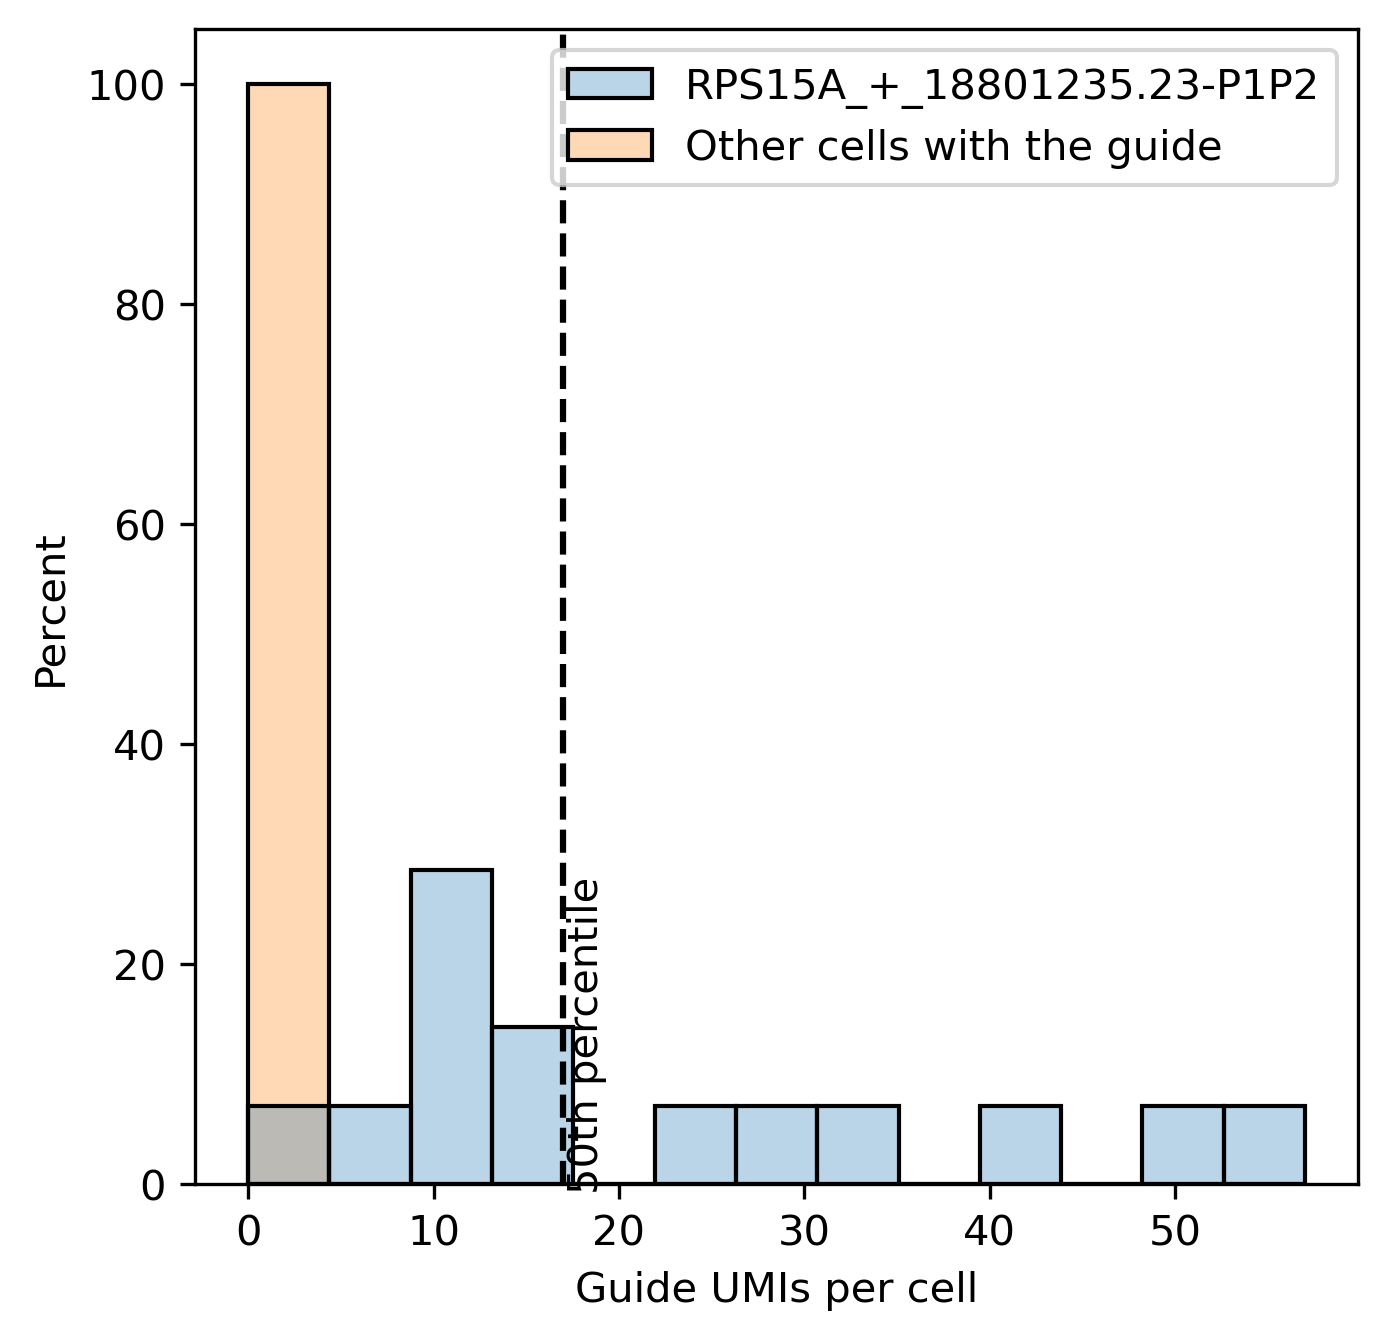 100
80
60
40
20
0
Percent
RPS15A_+_18801235.23-P1P2
Other cells with the guide
50th percentile
0 10 20 30 40 50
Guide UMIs per cell